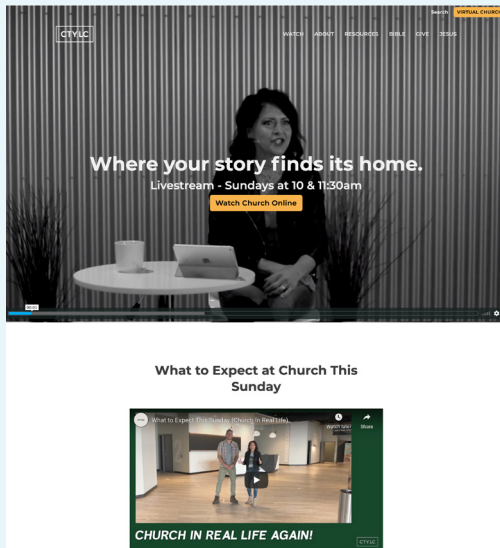 Search VIRTUAL CHURCH
CTYLC
WATCH ABOUT RESOURCES BIBLE GIVE JESUS
Where your story finds its home.
Livestream - Sundays at 10 & 11:30am
Watch Church Online
00:00
What to Expect at Church This
Sunday
What to Expect This Sunday (Church In Real Life)
Watch later Share
CHURCH IN REAL LIFE AGAIN!
CTYLC